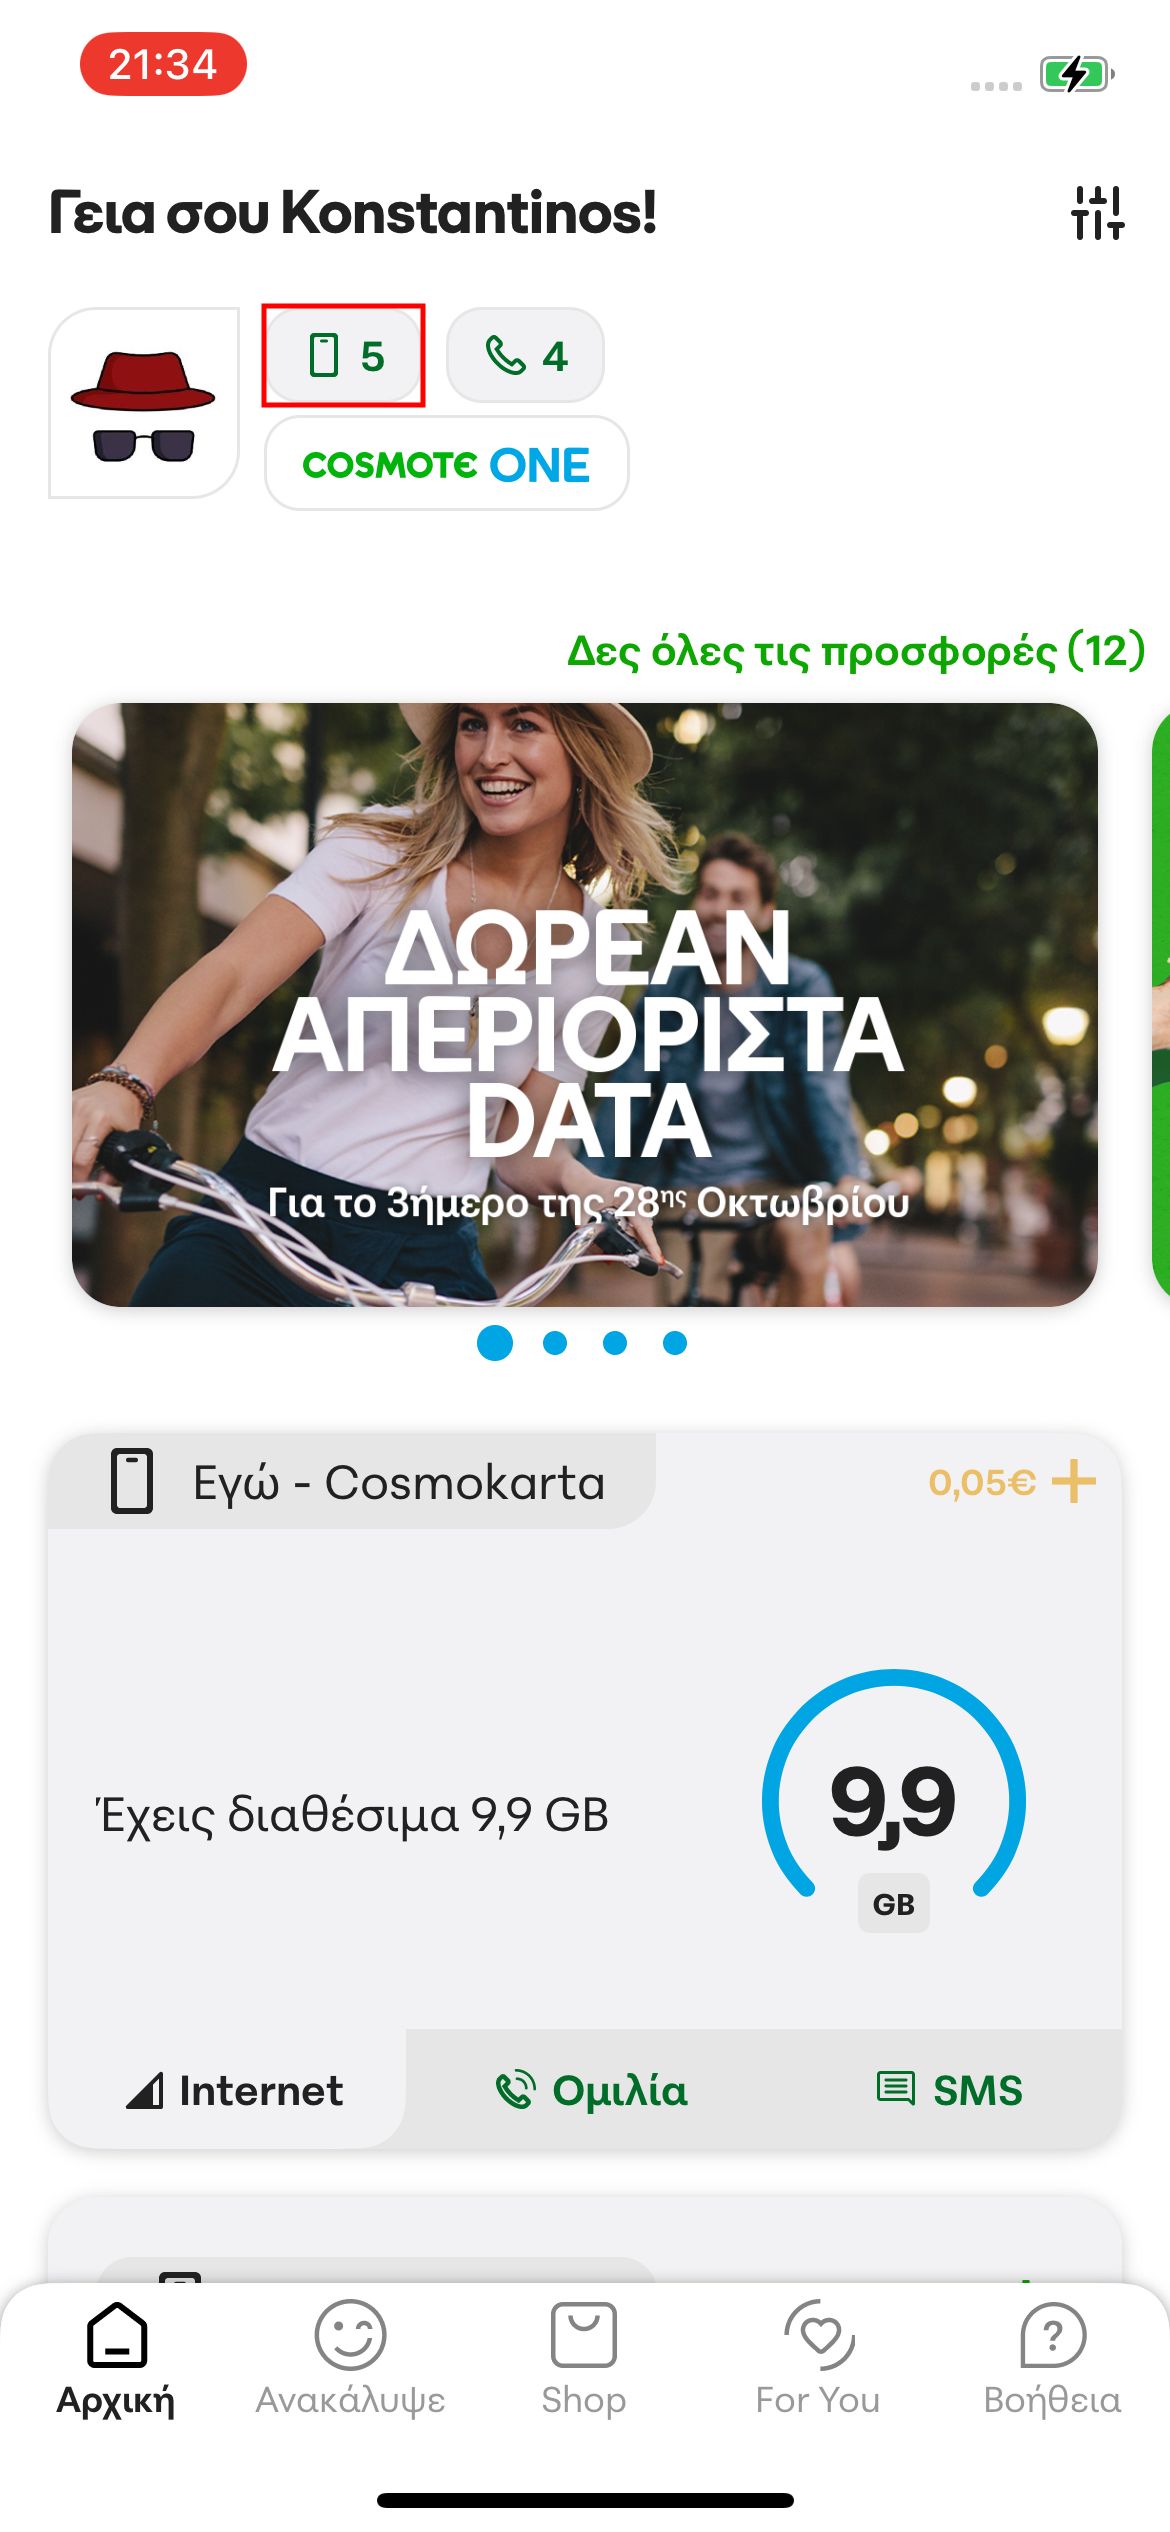 21:34
Γεια σου Konstantinos!
5
4
COSMOTE ONE
Δες όλες τις προσφορές (12)
ΔΩΡΕΑΝ
ΑΠΕΡΙΟΡΙΣΤΑ
DATA
Για το 3ήμερο της 28ης Οκτωβρίου
Εγώ - Cosmokarta
0,05€
Έχεις διαθέσιμα 9,9 GB
9,9
GB
Internet
Ομιλία
SMS
Αρχική
Ανακάλυψε
Shop
For You
Βοήθεια